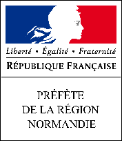 Liberté • Égalité • Fraternité
RÉPUBLIQUE FRANÇAISE
PRÉFÈTE
DE LA RÉGION
NORMANDIE